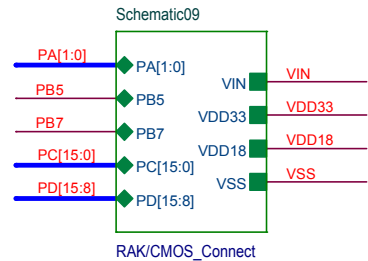 Schematic09
PA[1:0] PA[1:0]
VIN VIN
PB5 PB5
VDD33 VDD33
PB7 PB7
VDD18 VDD18
PC[15:0] PC[15:0]
VSS VSS
PD[15:8] PD[15:8]
RAK/CMOS_Connect